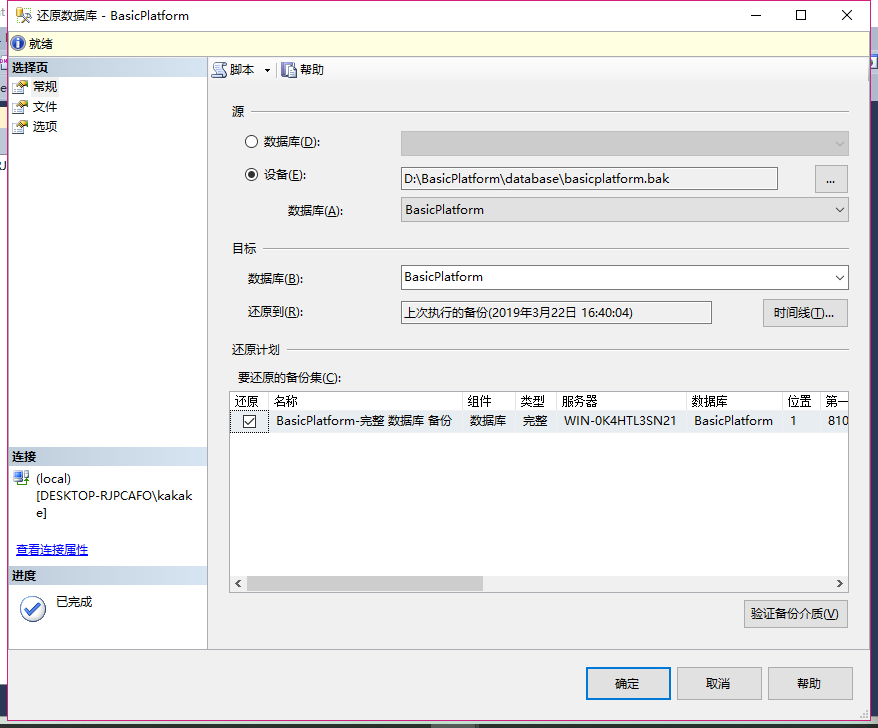 还原数据库 - BasicPlatform
就绪
选择页
常规
文件
选项
脚本
帮助
源
数据库(D):
设备(E):
D:\BasicPlatform\database\basicplatform.bak
...
数据库(A):
BasicPlatform
目标
数据库(B):
BasicPlatform
还原到(R):
上次执行的备份(2019年3月22日 16:40:04)
时间线(T)...
还原计划
要还原的备份集(C):
还原 名称 组件 类型 服务器 数据库 位置 第一
BasicPlatform-完整 数据库 备份 数据库 完整 WIN-0K4HTL3SN21 BasicPlatform 1 810
连接
(local)
[DESKTOP-RJPCAFO\kakak
e]
查看连接属性
进度
已完成
验证备份介质(V)
确定
取消
帮助